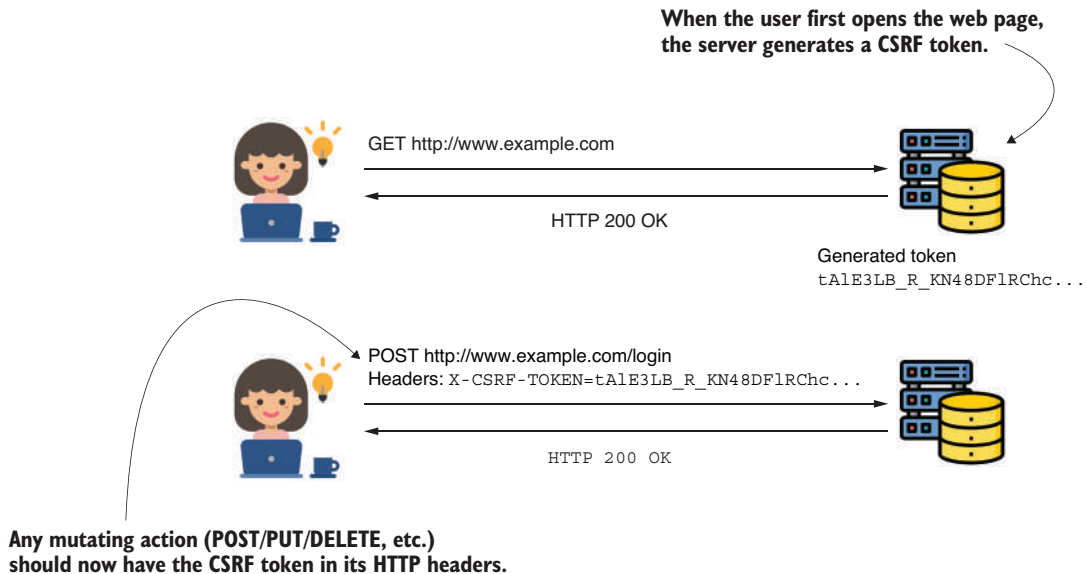 When the user first opens the web page,
the server generates a CSRF token.
GET http://www.example.com
HTTP 200 OK
Generated token
tAlE3LB_R_KN48DFlRChc...
POST http://www.example.com/login
Headers: X-CSRF-TOKEN=tAlE3LB_R_KN48DFlRChc...
HTTP 200 OK
Any mutating action (POST/PUT/DELETE, etc.)
should now have the CSRF token in its HTTP headers.